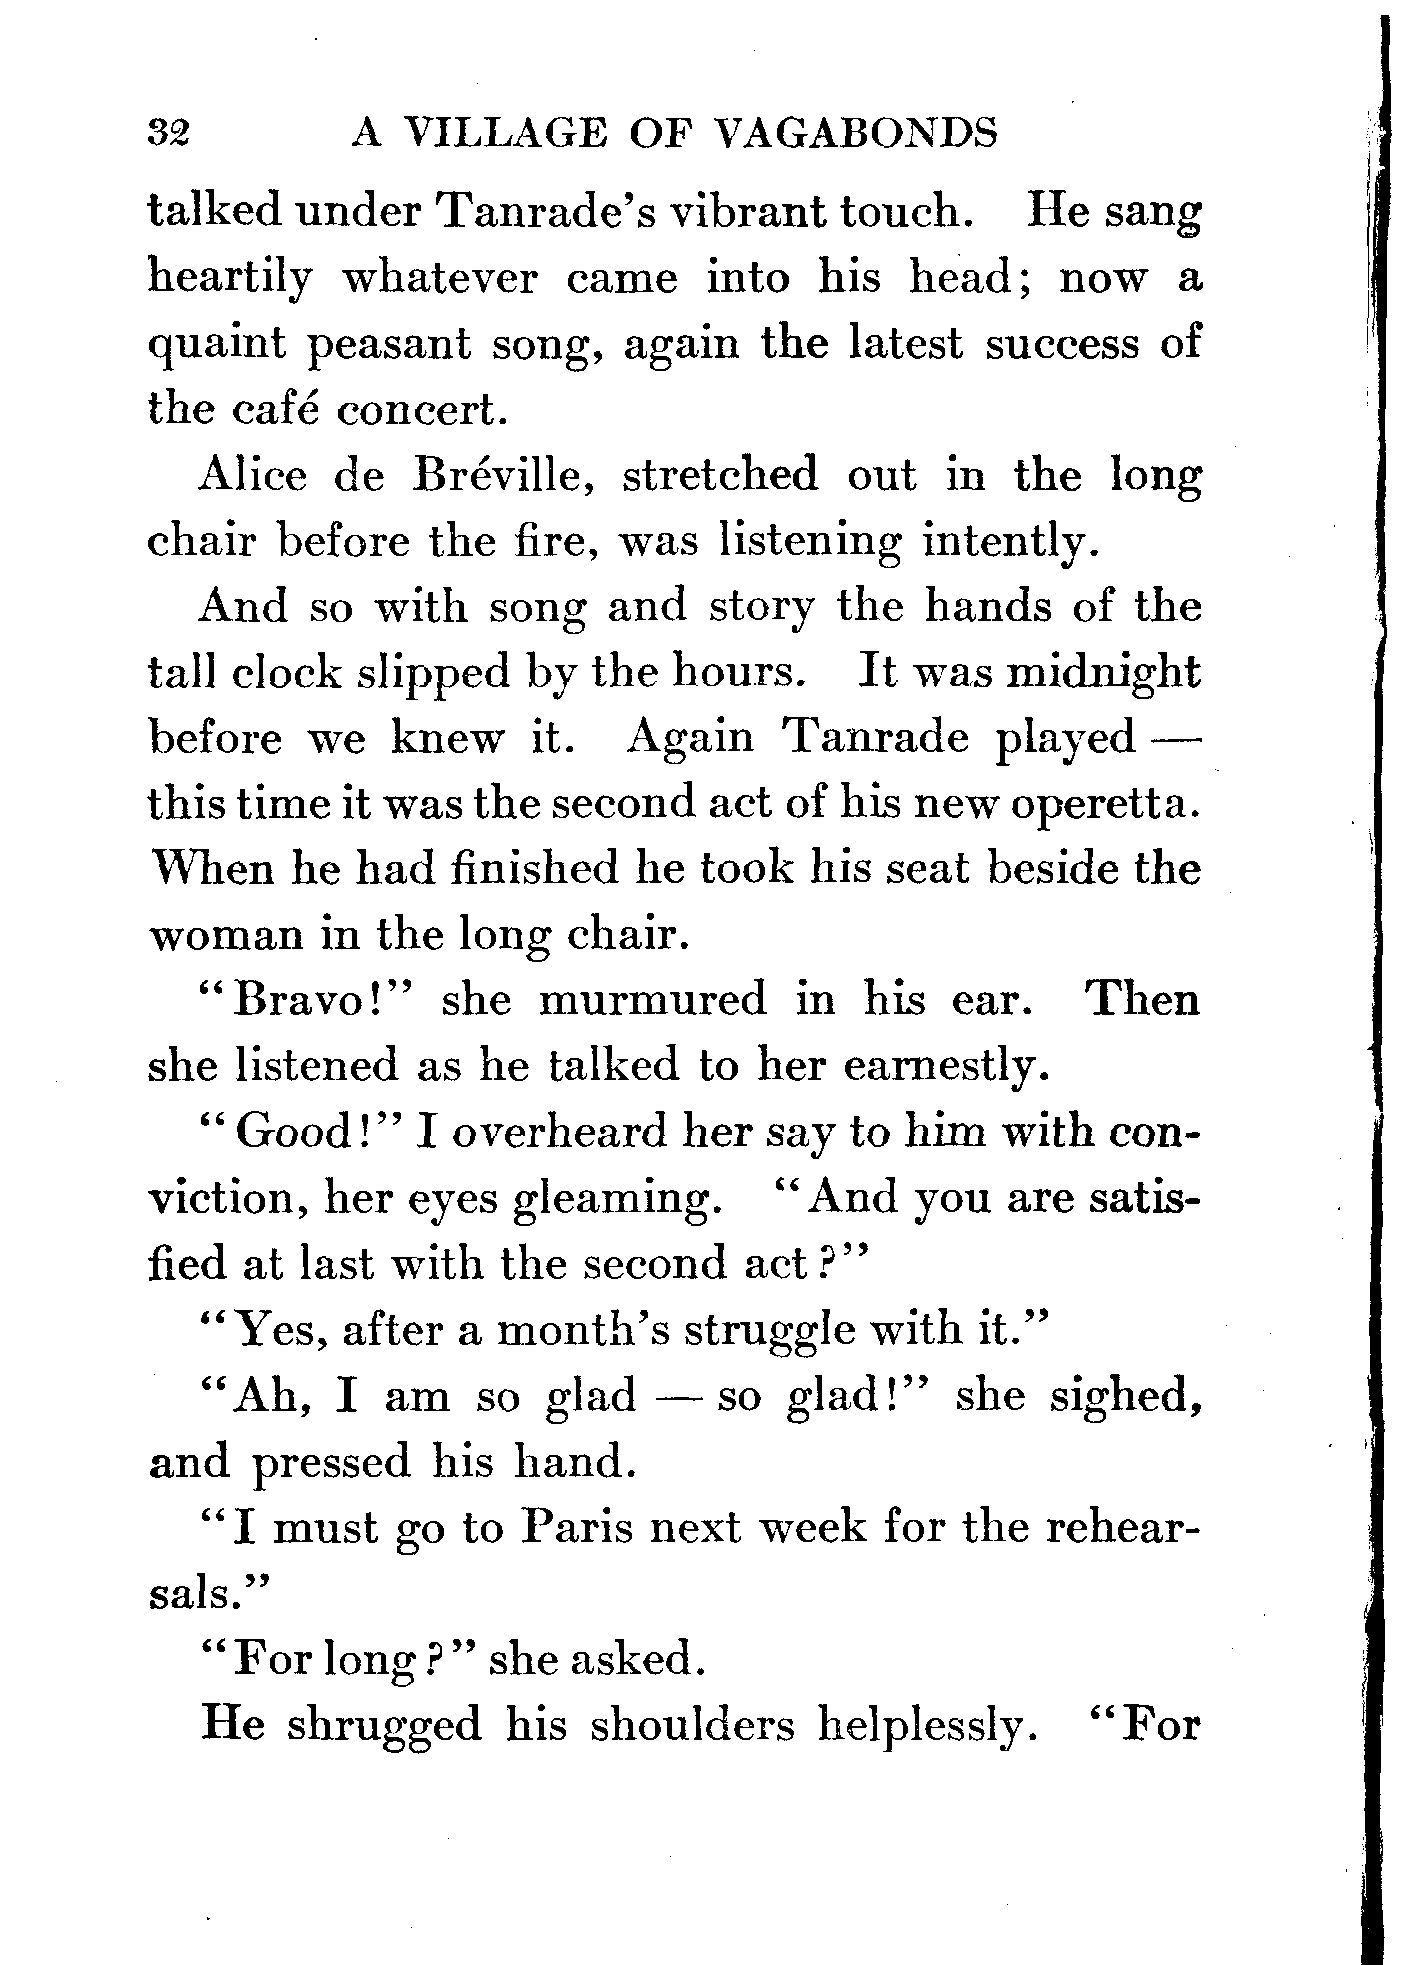 32 A VILLAGE OF VAGABONDS
talked under Tanrade's vibrant touch. He sang
heartily whatever came into his head; now a
quaint peasant song, again the latest success of
the café concert.
Alice de Bréville, stretched out in the long
chair before the fire, was listening intently.
And so with song and story the hands of the
tall clock slipped by the hours. It was midnight
before we knew it. Again Tanrade played —
this time it was the second act of his new operetta.
When he had finished he took his seat beside the
woman in the long chair.
“Bravo!” she murmured in his ear. Then
she listened as he talked to her earnestly.
“Good!” I overheard her say to him with con-
viction, her eyes gleaming. “And you are satis-
fied at last with the second act?”
“Yes, after a month's struggle with it.”
“Ah, I am so glad — so glad!” she sighed,
and pressed his hand.
“I must go to Paris next week for the rehear-
sals.”
“For long?” she asked.
He shrugged his shoulders helplessly. “For